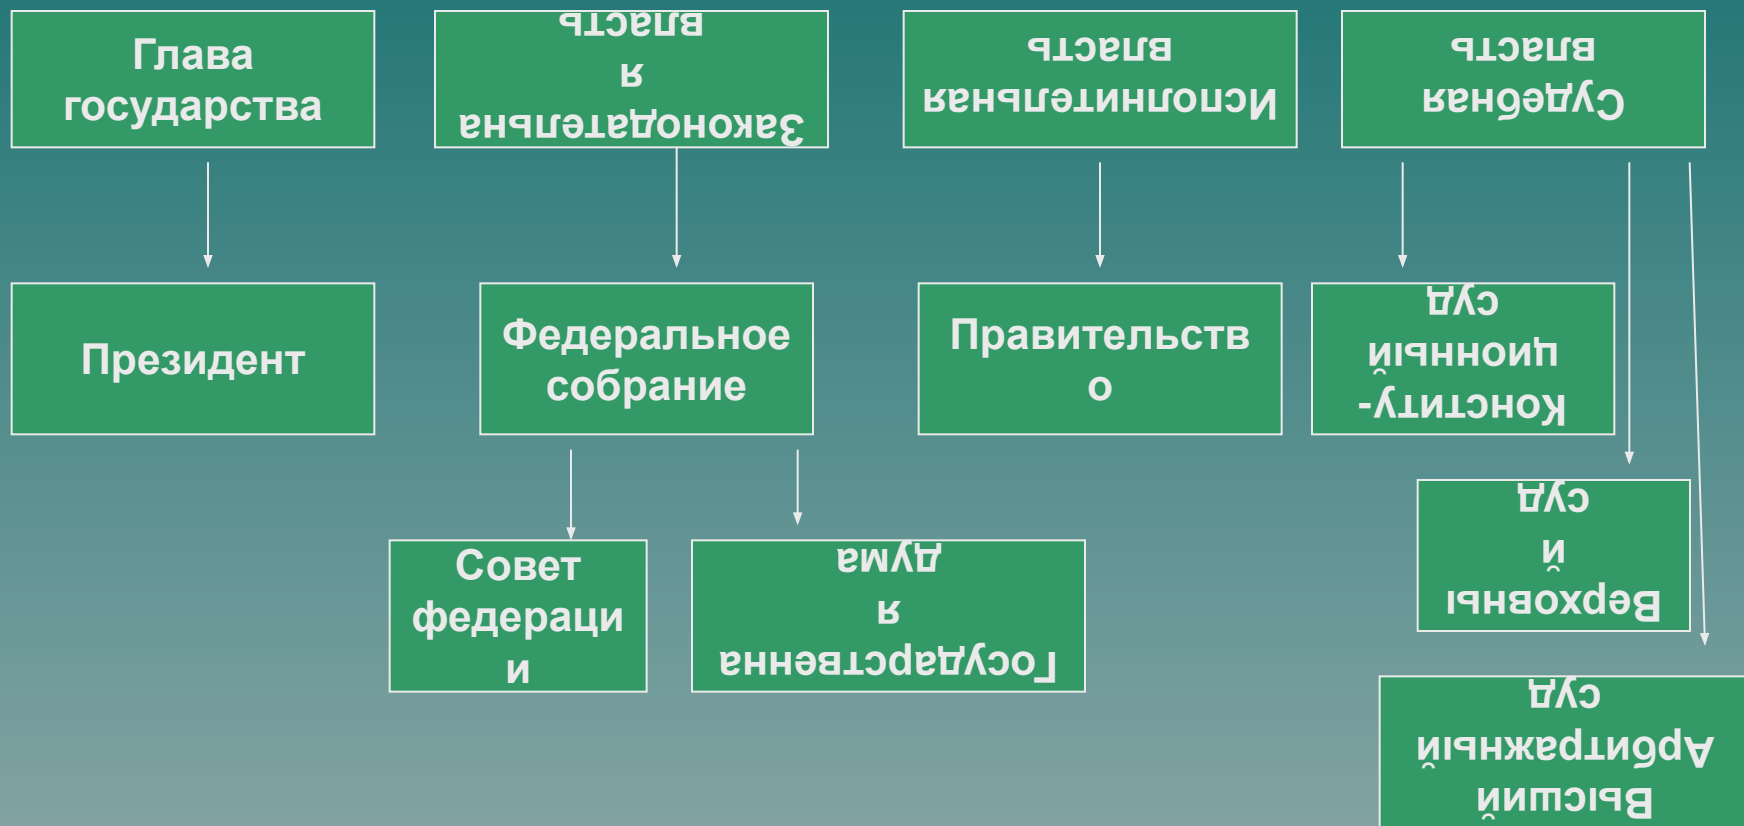 Глава
государства
Законодательна
я
власть
Исполнительная
власть
Судебная
власть
Президент
Федеральное
собрание
Правительств
о
Конститу-
ционный
суд
Совет
федераци
и
Государственна
я
дума
Верховны
й
суд
Высший
Арбитражный
суд